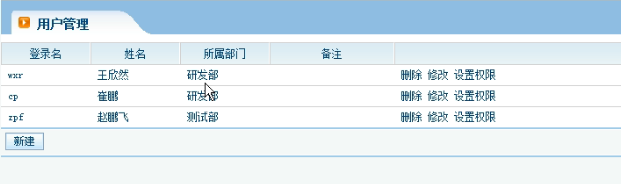 用户管理
登录名 姓名 所属部门 备注
wxr 王欣然 研发部 删除 修改 设置权限
cp 崔鹏 研发部 删除 修改 设置权限
zpf 赵鹏飞 测试部 删除 修改 设置权限
新建